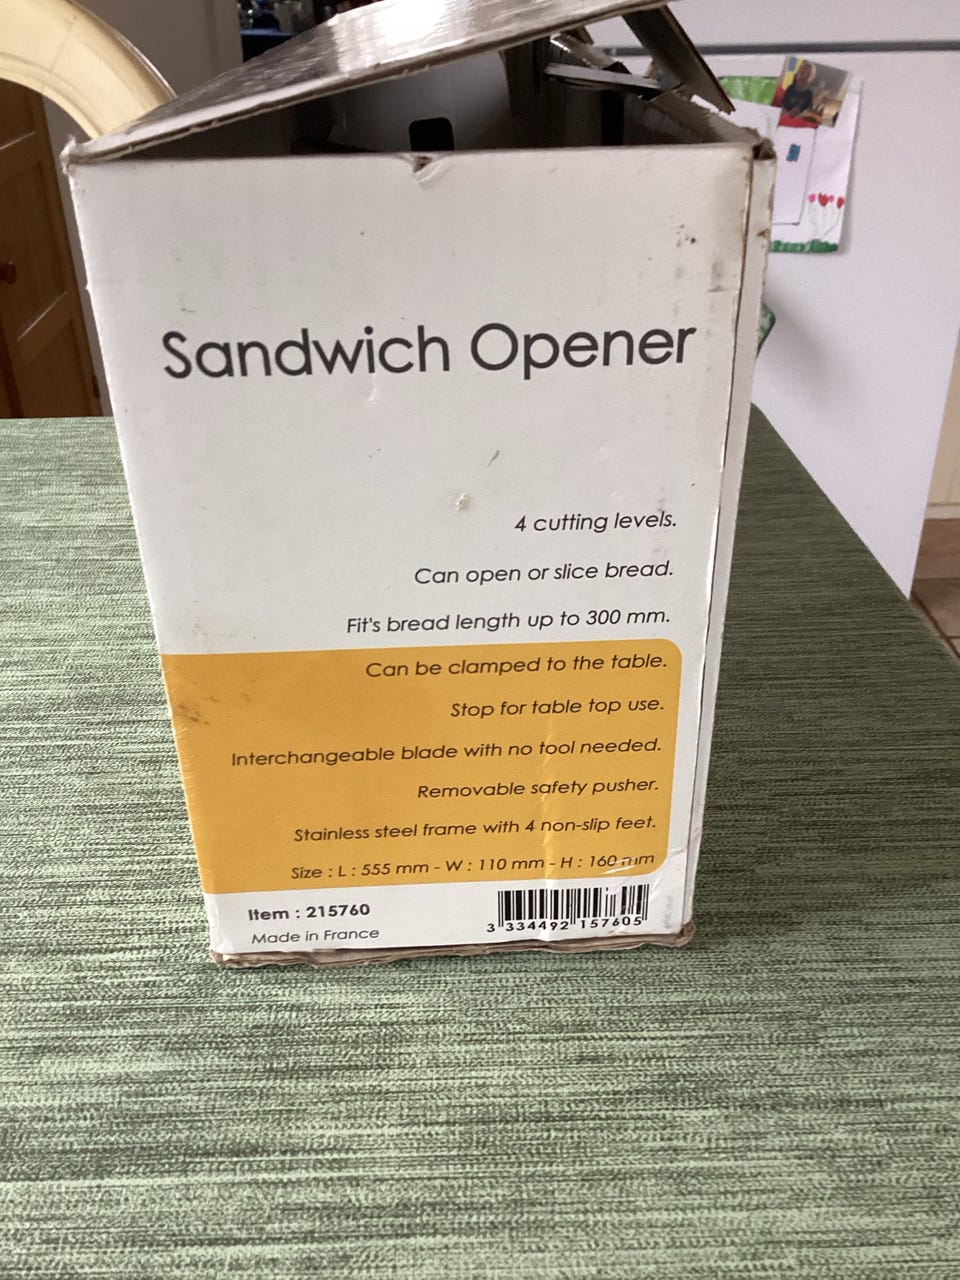 Sandwich Opener
4 cutting levels.
Can open or slice bread.
Fit's bread length up to 300 mm.
Can be clamped to the table.
Stop for table top use.
Interchangeable blade with no tool needed.
Removable safety pusher.
Stainless steel frame with 4 non-slip feet.
Size : L : 555 mm - W : 110 mm - H : 160 mm
Item : 215760
Made in France
3 334492 157605